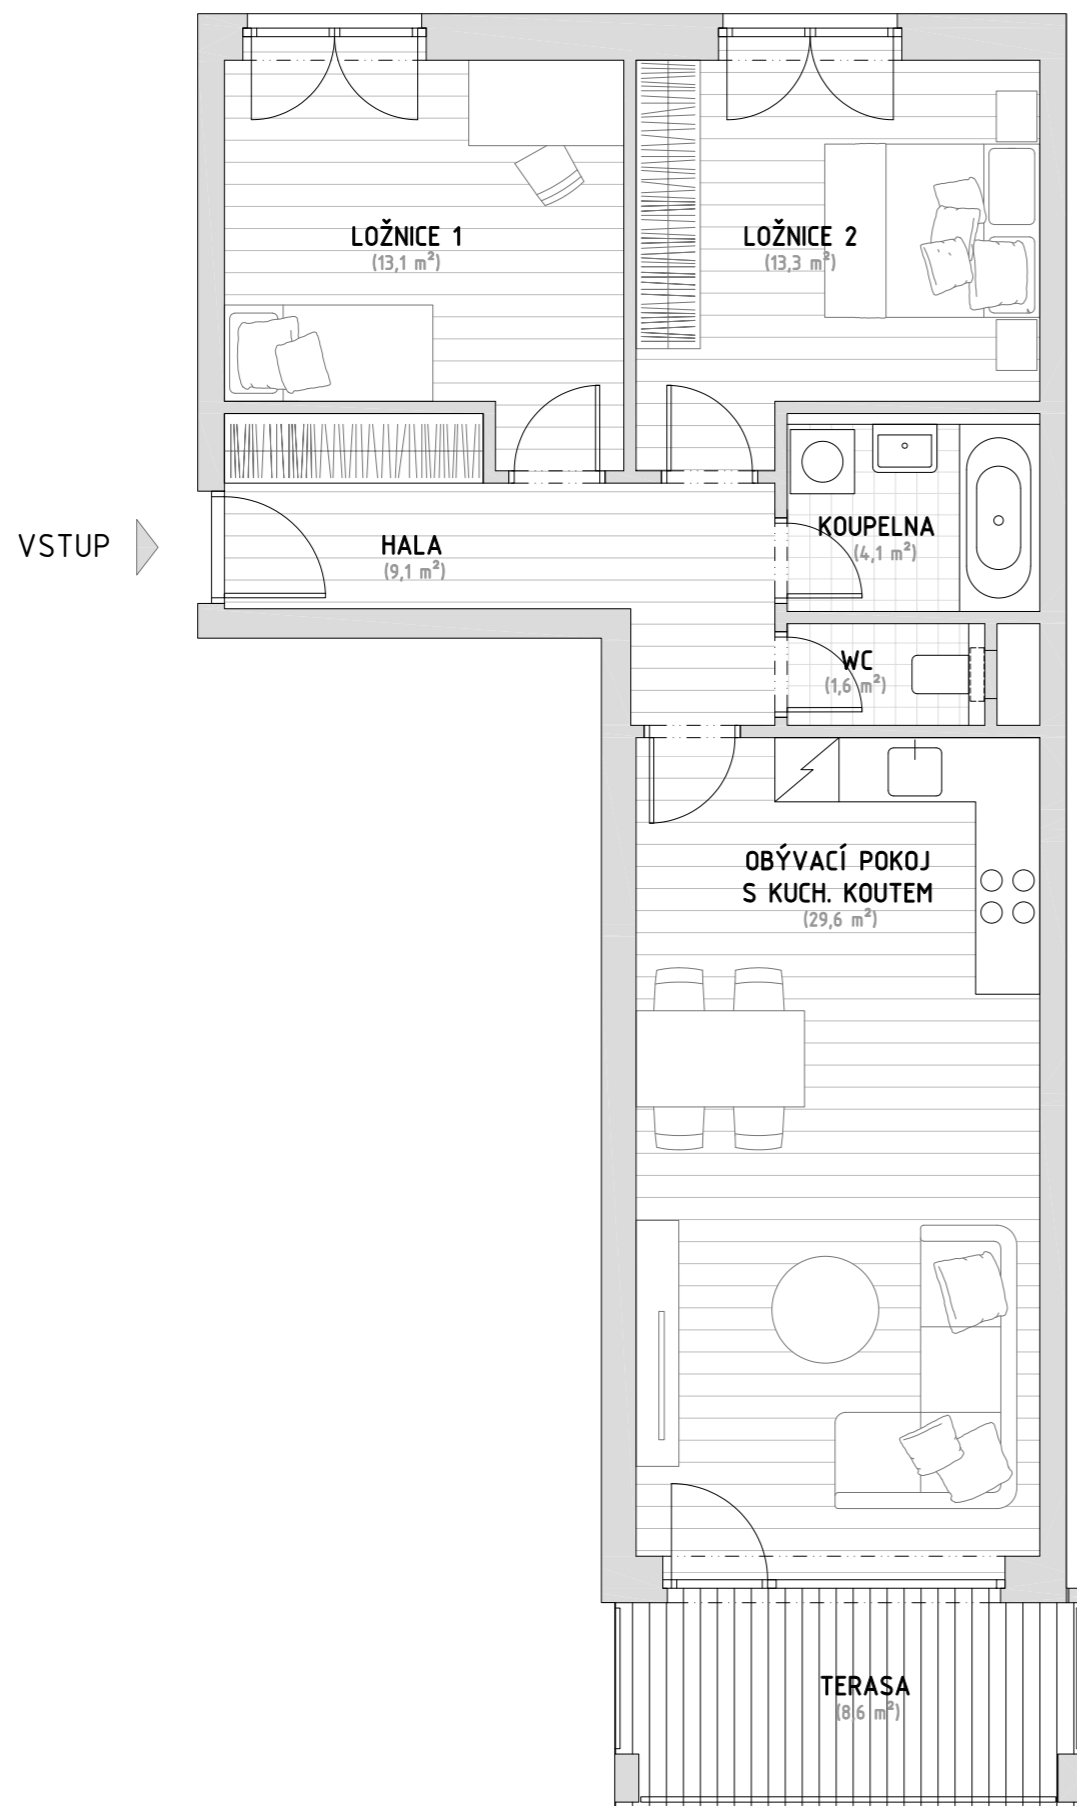 LOŽNICE 1
(13,1 m²)
LOŽNICE 2
(13,3 m²)
VSTUP
HALA
(9,1 m²)
KOUPELNA
(4,1 m²)
WC
(1,6 m²)
OBÝVACÍ POKOJ
S KUCH. KOUTEM
(29,6 m²)
TERASA
(8,6 m²)